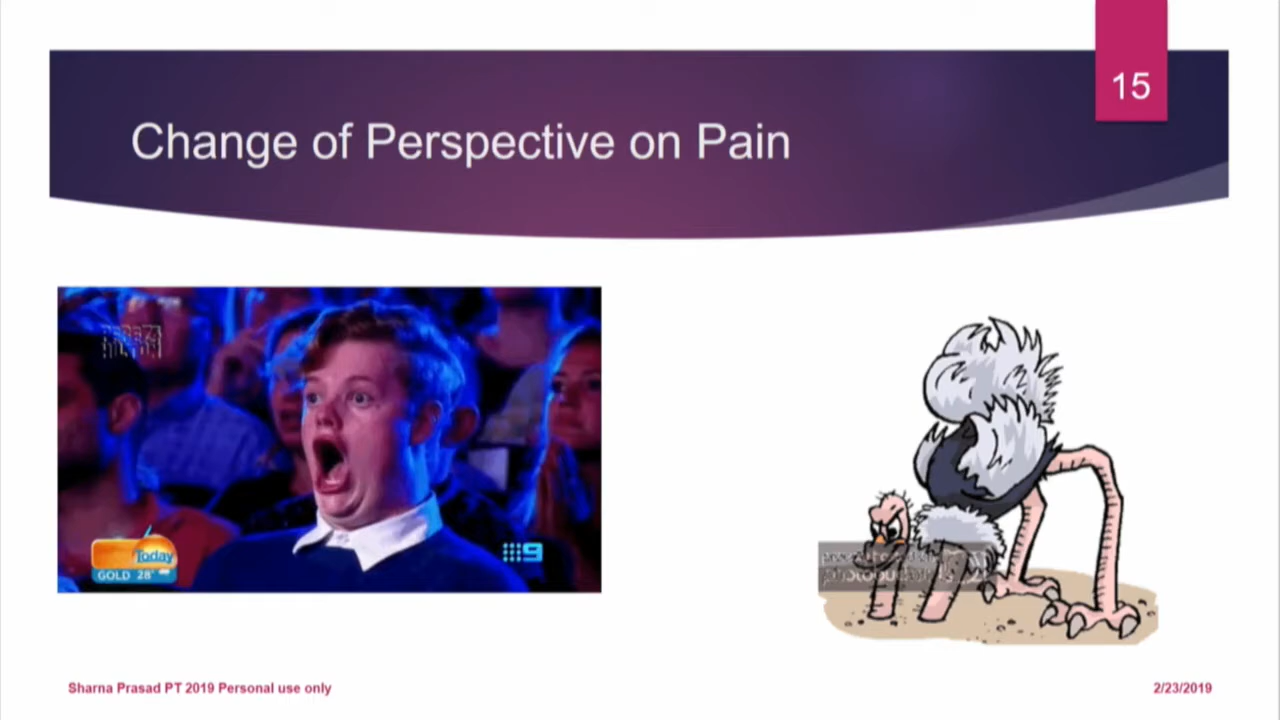 15
Change of Perspective on Pain
Today
GOLD 28°
9
Sharna Prasad PT 2019 Personal use only
2/23/2019